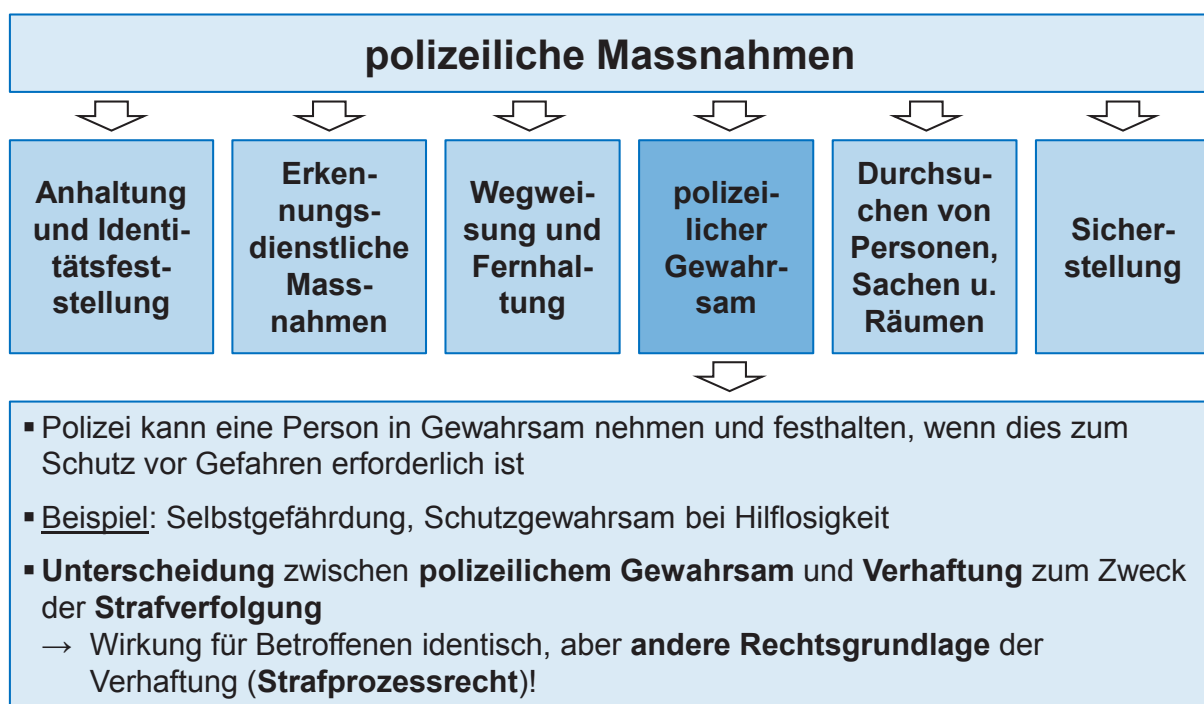 polizeiliche Massnahmen
Anhaltung
und Identi-
tätsfest-
stellung
Erken-
nungs-
dienstliche
Mass-
nahmen
Wegwei-
sung und
Fernhal-
tung
polizei-
licher
Gewahr-
sam
Durchsu-
chen von
Personen,
Sachen u.
Räumen
Sicher-
stellung
▪ Polizei kann eine Person in Gewahrsam nehmen und festhalten, wenn dies zum
Schutz vor Gefahren erforderlich ist
▪ Beispiel: Selbstgefährdung, Schutzgewahrsam bei Hilflosigkeit
▪ Unterscheidung zwischen polizeilichem Gewahrsam und Verhaftung zum Zweck
der Strafverfolgung
→ Wirkung für Betroffenen identisch, aber andere Rechtsgrundlage der
Verhaftung (Strafprozessrecht)!